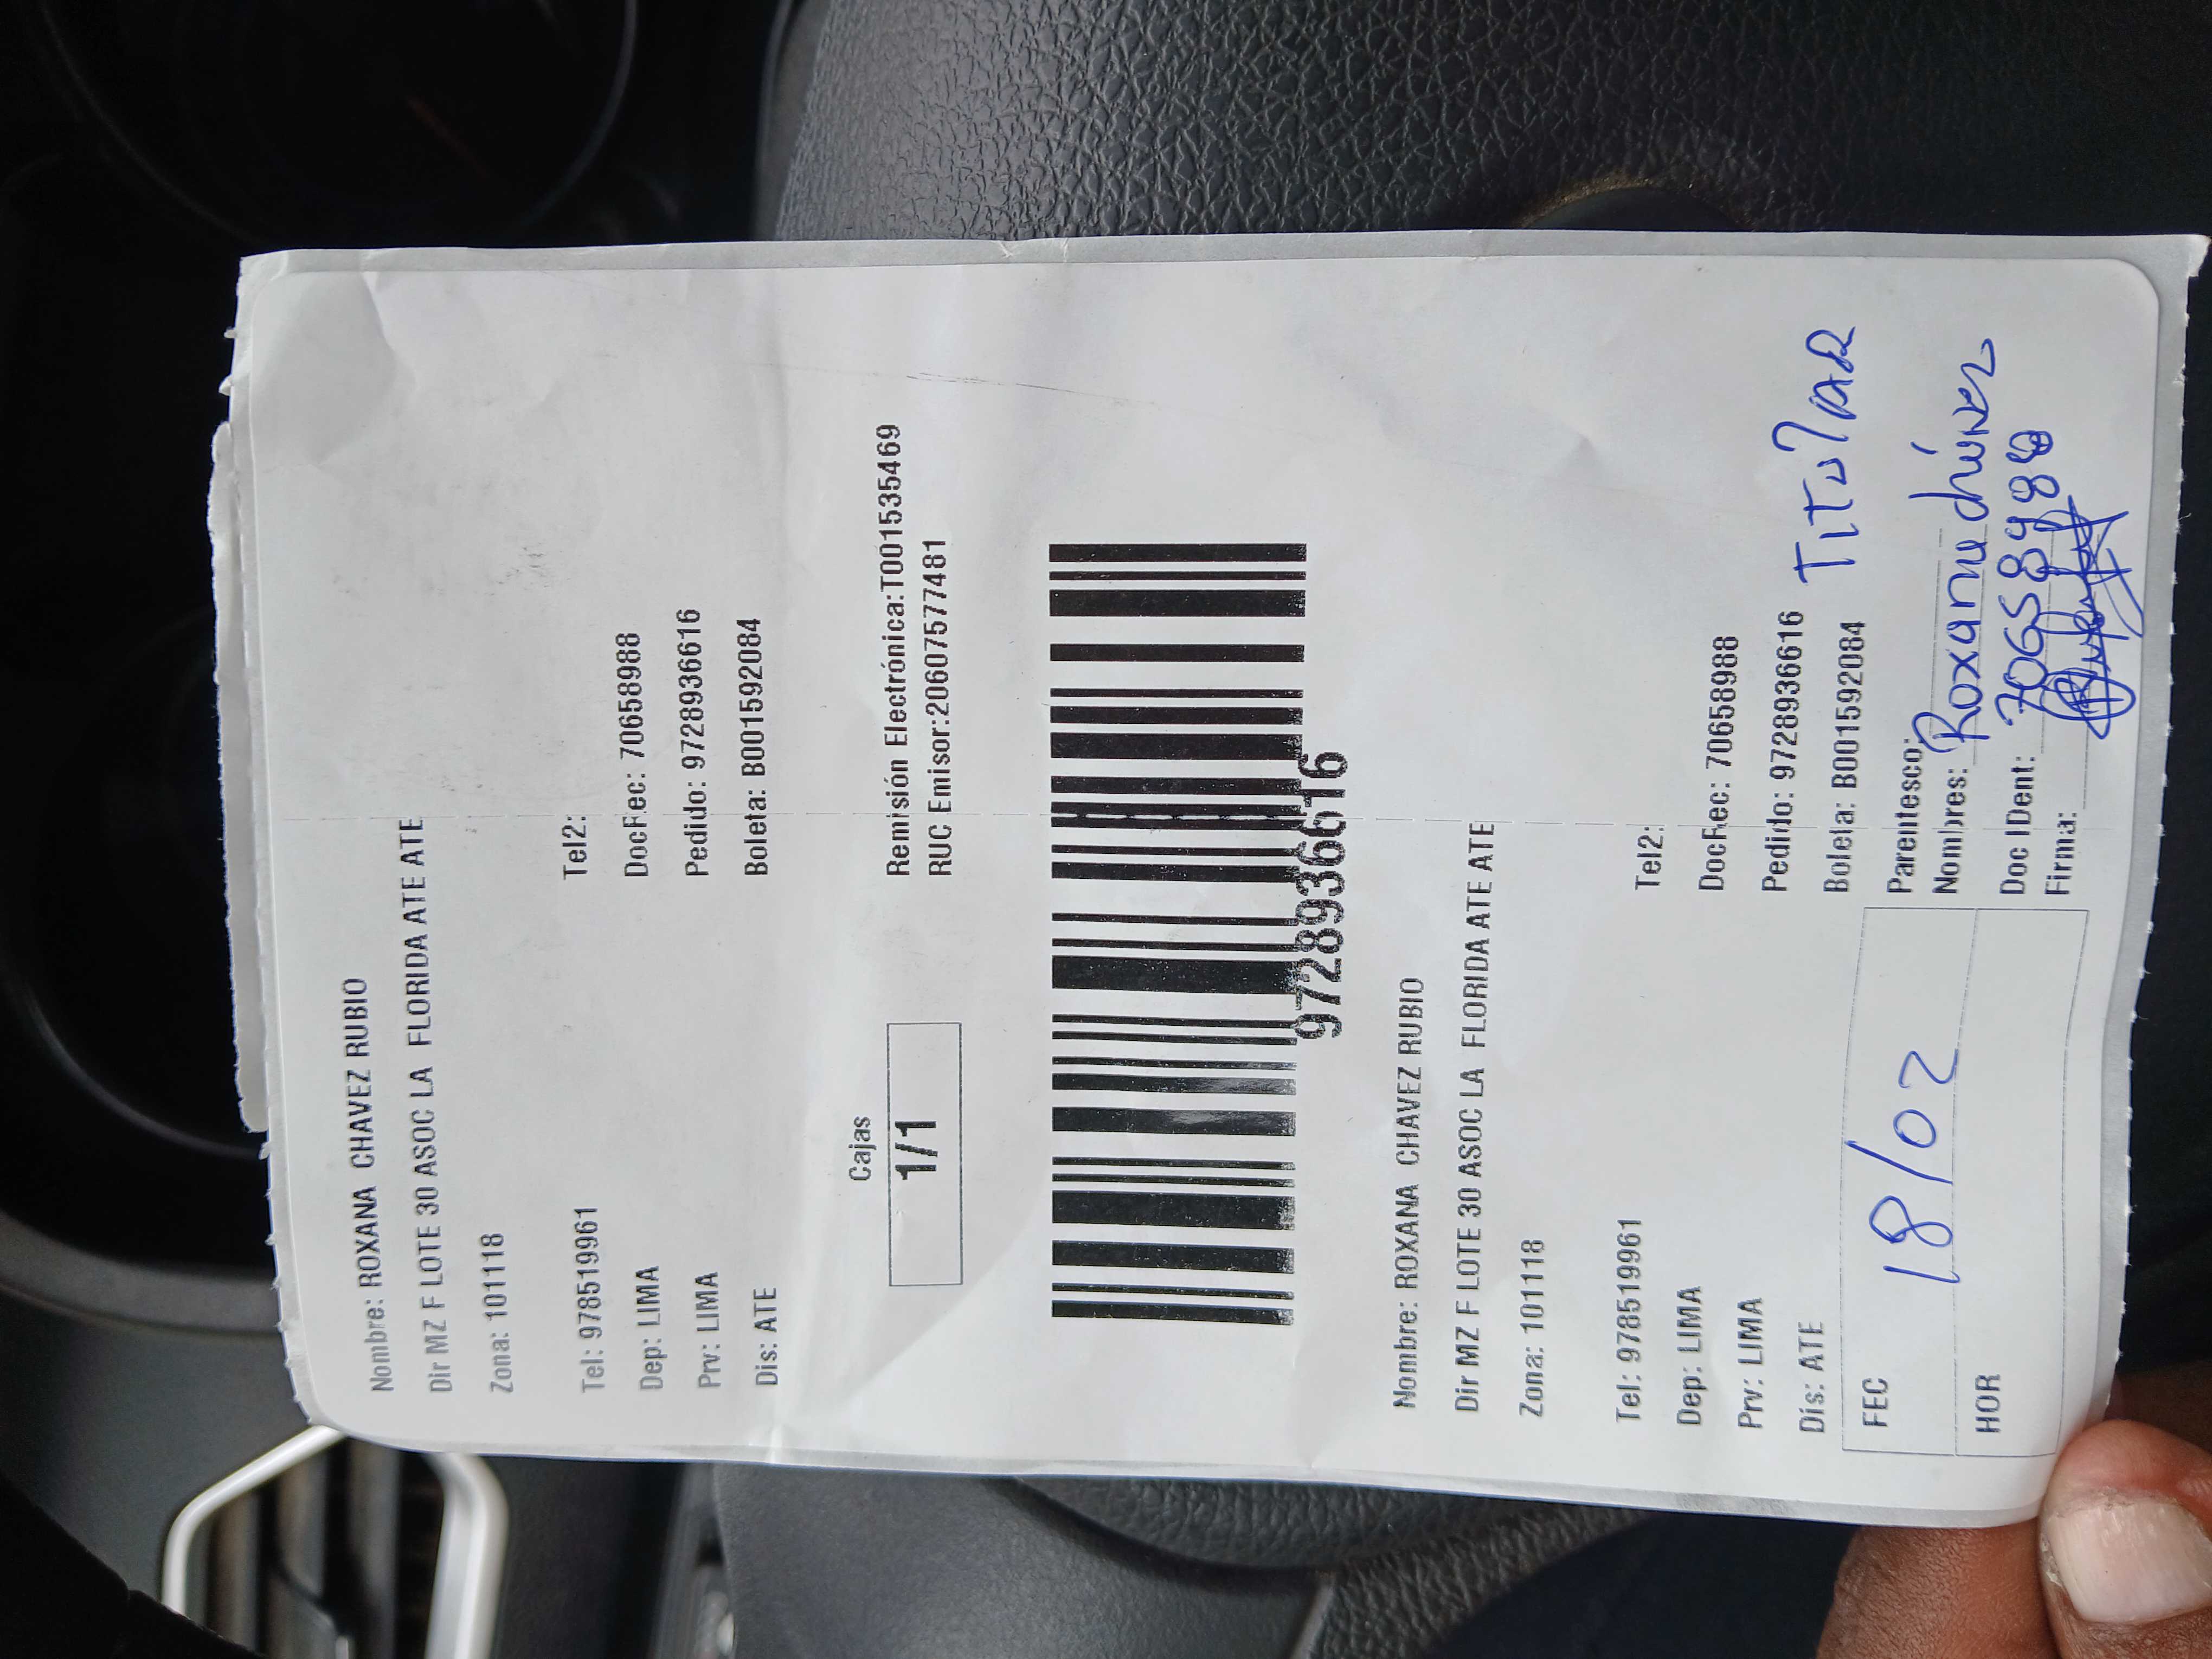 Nombre: ROXANA CHAVEZ RUBIO
Dir MZ F LOTE 30 ASOC LA FLORIDA ATE ATE
Zona: 101118
Tel: 978519961 Tel2:
Dep: LIMA DocRec: 70658988
Prv: LIMA Pedido: 9728936616
Dis: ATE Boleta: B001592084
Cajas
1/1
Remisión Electrónica:T001535469
RUC Emisor:20607577481
9728936616
Nombre: ROXANA CHAVEZ RUBIO
Dir MZ F LOTE 30 ASOC LA FLORIDA ATE ATE
Zona: 101118
Tel: 978519961 Tel2:
Dep: LIMA DocRec: 70658988
Prv: LIMA Pedido: 9728936616
Dis: ATE Boleta: B001592084
TITULAR
FEC 18/02
Parentesco:
Nombres: Roxana chávez
HOR
Doc IDent:
Firma: